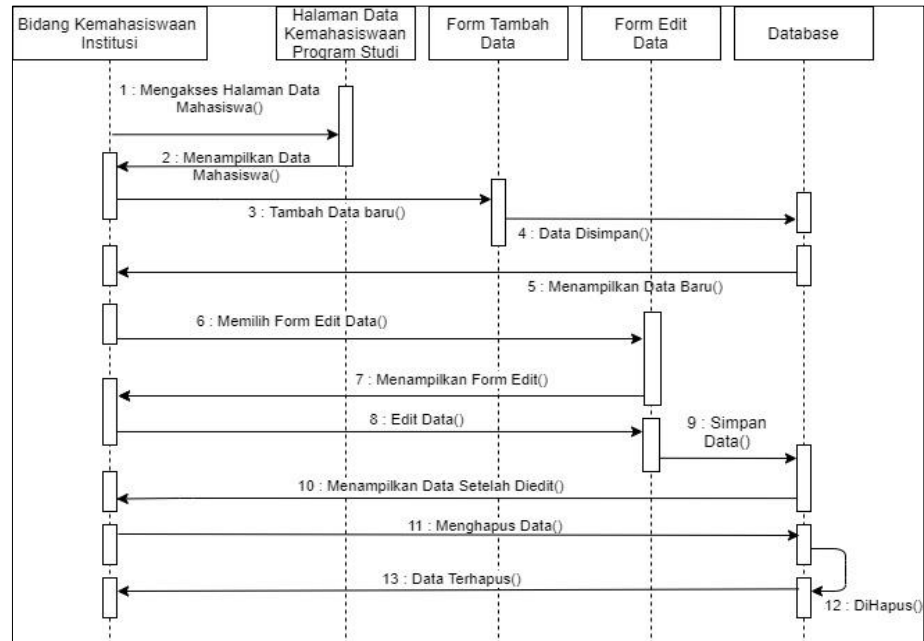 Bidang Kemahasiswaan
Institusi
Halaman Data
Kemahasiswaan
Program Studi
Form Tambah
Data
Form Edit
Data
Database
1 : Mengakses Halaman Data
Mahasiswa()
2 : Menampilkan Data
Mahasiswa()
3 : Tambah Data baru()
4 : Data Disimpan()
5 : Menampilkan Data Baru()
6 : Memilih Form Edit Data()
7 : Menampilkan Form Edit()
8 : Edit Data()
9 : Simpan
Data()
10 : Menampilkan Data Setelah Diedit()
11 : Menghapus Data()
12 : DiHapus()
13 : Data Terhapus()